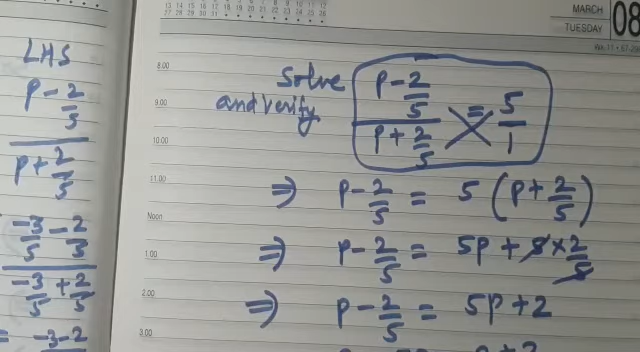 MARCH
08
TUESDAY
LHS
p - 2/5
p + 2/5
-3/5 - 2/5
-3/5 + 2/5
= -3-2
Solve
and verify
(p - 2/5)/(p + 2/5) = 5/1
⇒ p - 2/5 = 5 (p + 2/5)
⇒ p - 2/5 = 5p + 5 × 2/5
⇒ p - 2/5 = 5p + 2
8.00
9.00
10.00
11.00
Noon
1.00
2.00
3.00